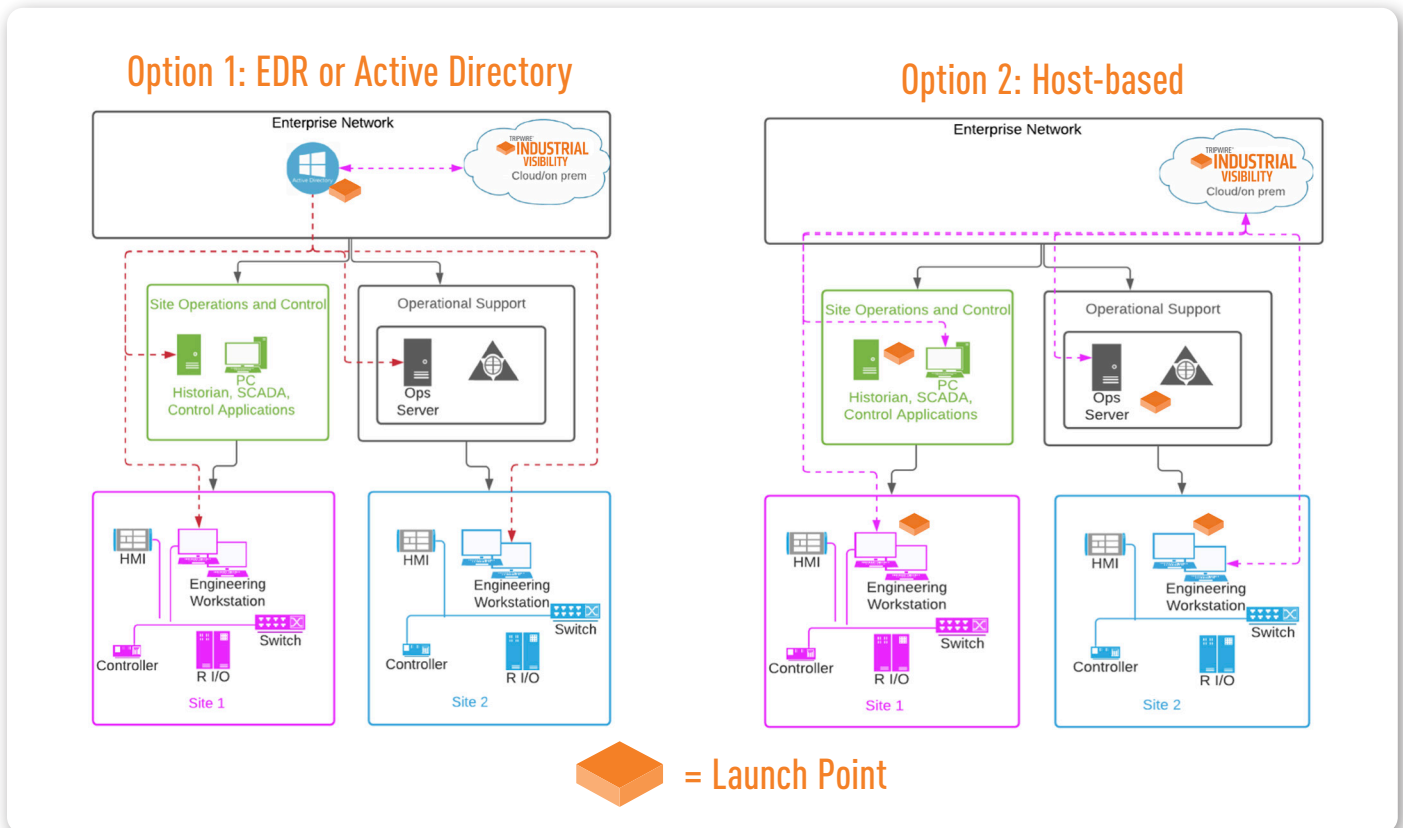 Option 1: EDR or Active Directory
Enterprise Network
Active Directory
TRIPWIRE®
INDUSTRIAL
VISIBILITY
Cloud/on prem
Site Operations and Control
PC
Historian, SCADA,
Control Applications
Operational Support
Ops
Server
HMI
Engineering
Workstation
Switch
Controller
R I/O
Site 1
HMI
Engineering
Workstation
Switch
Controller
R I/O
Site 2
Option 2: Host-based
Enterprise Network
TRIPWIRE®
INDUSTRIAL
VISIBILITY
Cloud/on prem
Site Operations and Control
PC
Historian, SCADA,
Control Applications
Operational Support
Ops
Server
HMI
Engineering
Workstation
Switch
Controller
R I/O
Site 1
HMI
Engineering
Workstation
Switch
Controller
R I/O
Site 2
= Launch Point